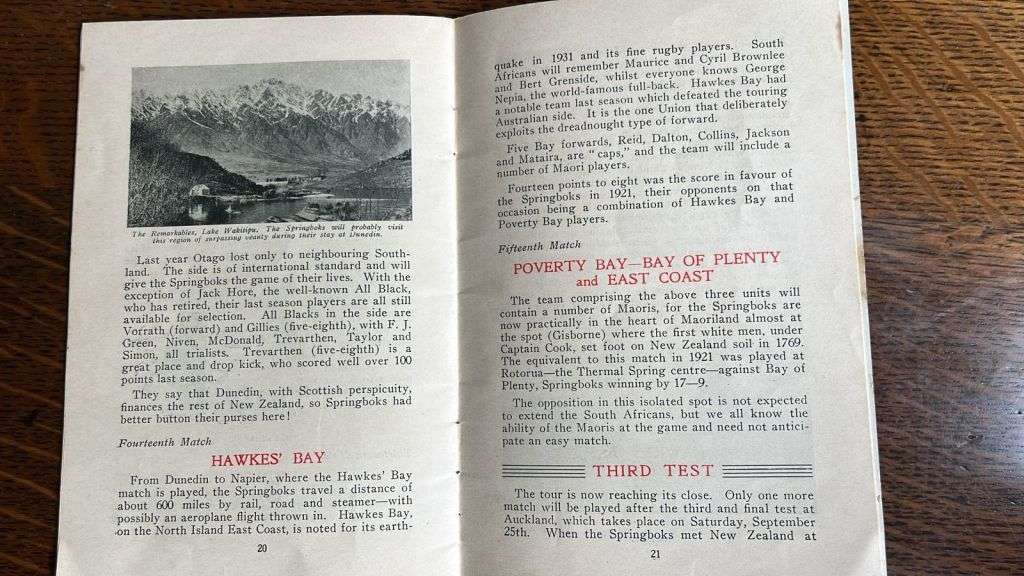 The Remarkables, Lake Wakitipu. The Springboks will probably visit
this region of surpassing veauty during their stay at Dunedin.
Last year Otago lost only to neighbouring South-
land. The side is of international standard and will
give the Springboks the game of their lives. With the
exception of Jack Hore, the well-known All Black,
who has retired, their last season players are all still
available for selection. All Blacks in the side are
Vorrath (forward) and Gillies (five-eighth), with F. J.
Green, Niven, McDonald, Trevarthen, Taylor and
Simon, all trialists. Trevarthen (five-eighth) is a
great place and drop kick, who scored well over 100
points last season.
They say that Dunedin, with Scottish perspicuity,
finances the rest of New Zealand, so Springboks had
better button their purses here!
Fourteenth Match
HAWKES' BAY
From Dunedin to Napier, where the Hawkes' Bay
match is played, the Springboks travel a distance of
about 600 miles by rail, road and steamer—with
possibly an aeroplane flight thrown in. Hawkes Bay,
on the North Island East Coast, is noted for its earth-
20
quake in 1931 and its fine rugby players. South
Africans will remember Maurice and Cyril Brownlee
and Bert Grenside, whilst everyone knows George
Nepia, the world-famous full-back. Hawkes Bay had
a notable team last season which defeated the touring
Australian side. It is the one Union that deliberately
exploits the dreadnought type of forward.
Five Bay forwards, Reid, Dalton, Collins, Jackson
and Mataira, are "caps," and the team will include a
number of Maori players.
Fourteen points to eight was the score in favour of
the Springboks in 1921, their opponents on that
occasion being a combination of Hawkes Bay and
Poverty Bay players.
Fifteenth Match
POVERTY BAY—BAY OF PLENTY
and EAST COAST
The team comprising the above three units will
contain a number of Maoris, for the Springboks are
now practically in the heart of Maoriland almost at
the spot (Gisborne) where the first white men, under
Captain Cook, set foot on New Zealand soil in 1769.
The equivalent to this match in 1921 was played at
Rotorua—the Thermal Spring centre—against Bay of
Plenty, Springboks winning by 17—9.
The opposition in this isolated spot is not expected
to extend the South Africans, but we all know the
ability of the Maoris at the game and need not antici-
pate an easy match.
THIRD TEST
The tour is now reaching its close. Only one more
match will be played after the third and final test at
Auckland, which takes place on Saturday, September
25th. When the Springboks met New Zealand at
21